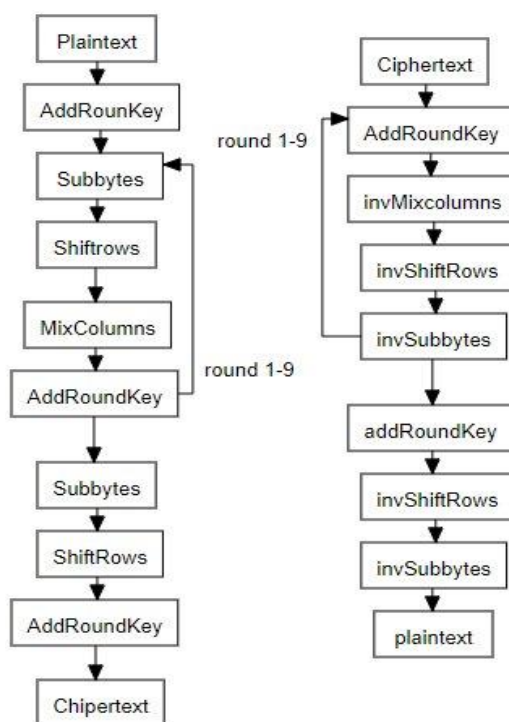 Plaintext
AddRounKey
Subbytes
Shiftrows
MixColumns
AddRoundKey
round 1-9
Subbytes
ShiftRows
AddRoundKey
Chipertext
Ciphertext
round 1-9
AddRoundKey
invMixcolumns
invShiftRows
invSubbytes
addRoundKey
invShiftRows
invSubbytes
plaintext